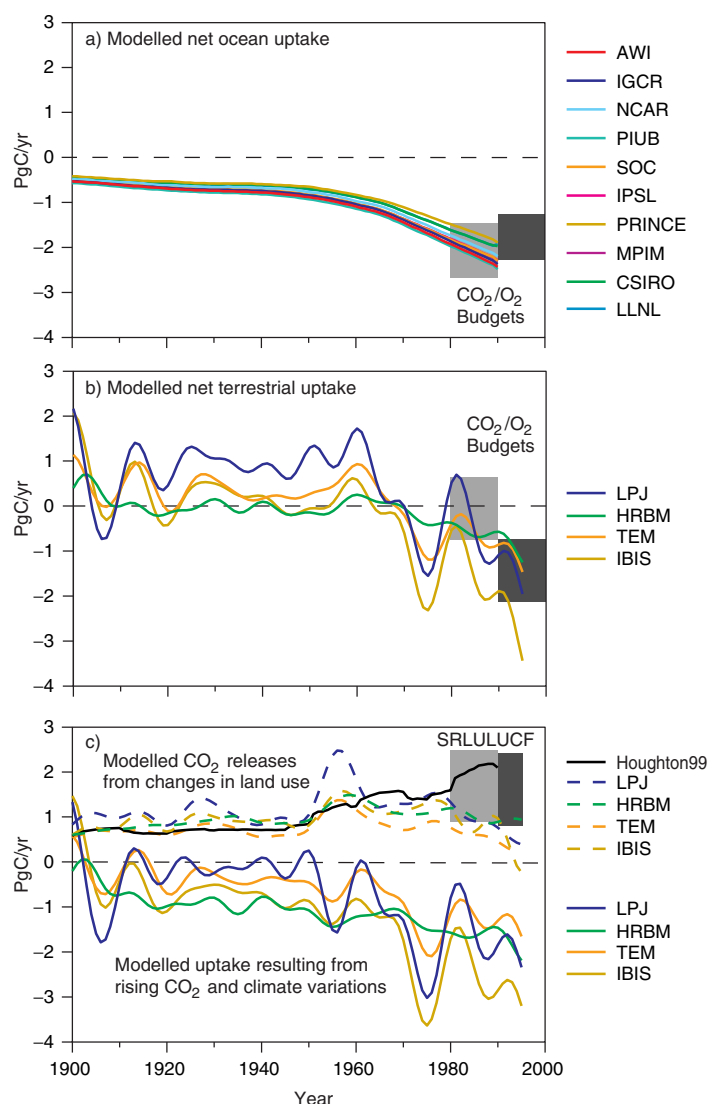 a) Modelled net ocean uptake
PgC/yr
3
2
1
0
−1
−2
−3
−4
CO2/O2
Budgets
AWI
IGCR
NCAR
PIUB
SOC
IPSL
PRINCE
MPIM
CSIRO
LLNL
b) Modelled net terrestrial uptake
PgC/yr
3
2
1
0
−1
−2
−3
−4
CO2/O2
Budgets
LPJ
HRBM
TEM
IBIS
c)
Modelled CO2 releases
from changes in land use
SRLULUCF
PgC/yr
3
2
1
0
−1
−2
−3
−4
Houghton99
LPJ
HRBM
TEM
IBIS
LPJ
HRBM
TEM
IBIS
Modelled uptake resulting from
rising CO2 and climate variations
1900 1920 1940 1960 1980 2000
Year